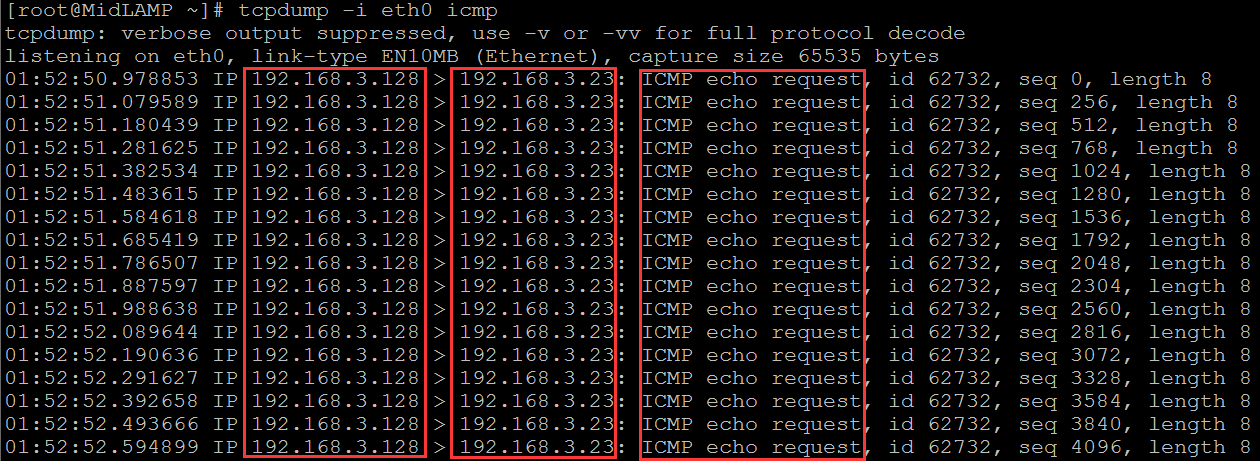 [root@MidLAMP ~]# tcpdump -i eth0 icmp
tcpdump: verbose output suppressed, use -v or -vv for full protocol decode
listening on eth0, link-type EN10MB (Ethernet), capture size 65535 bytes
01:52:50.978853 IP 192.168.3.128 > 192.168.3.23: ICMP echo request, id 62732, seq 0, length 8
01:52:51.079589 IP 192.168.3.128 > 192.168.3.23: ICMP echo request, id 62732, seq 256, length 8
01:52:51.180439 IP 192.168.3.128 > 192.168.3.23: ICMP echo request, id 62732, seq 512, length 8
01:52:51.281625 IP 192.168.3.128 > 192.168.3.23: ICMP echo request, id 62732, seq 768, length 8
01:52:51.382534 IP 192.168.3.128 > 192.168.3.23: ICMP echo request, id 62732, seq 1024, length 8
01:52:51.483615 IP 192.168.3.128 > 192.168.3.23: ICMP echo request, id 62732, seq 1280, length 8
01:52:51.584618 IP 192.168.3.128 > 192.168.3.23: ICMP echo request, id 62732, seq 1536, length 8
01:52:51.685419 IP 192.168.3.128 > 192.168.3.23: ICMP echo request, id 62732, seq 1792, length 8
01:52:51.786507 IP 192.168.3.128 > 192.168.3.23: ICMP echo request, id 62732, seq 2048, length 8
01:52:51.887597 IP 192.168.3.128 > 192.168.3.23: ICMP echo request, id 62732, seq 2304, length 8
01:52:51.988638 IP 192.168.3.128 > 192.168.3.23: ICMP echo request, id 62732, seq 2560, length 8
01:52:52.089644 IP 192.168.3.128 > 192.168.3.23: ICMP echo request, id 62732, seq 2816, length 8
01:52:52.190636 IP 192.168.3.128 > 192.168.3.23: ICMP echo request, id 62732, seq 3072, length 8
01:52:52.291627 IP 192.168.3.128 > 192.168.3.23: ICMP echo request, id 62732, seq 3328, length 8
01:52:52.392658 IP 192.168.3.128 > 192.168.3.23: ICMP echo request, id 62732, seq 3584, length 8
01:52:52.493666 IP 192.168.3.128 > 192.168.3.23: ICMP echo request, id 62732, seq 3840, length 8
01:52:52.594899 IP 192.168.3.128 > 192.168.3.23: ICMP echo request, id 62732, seq 4096, length 8